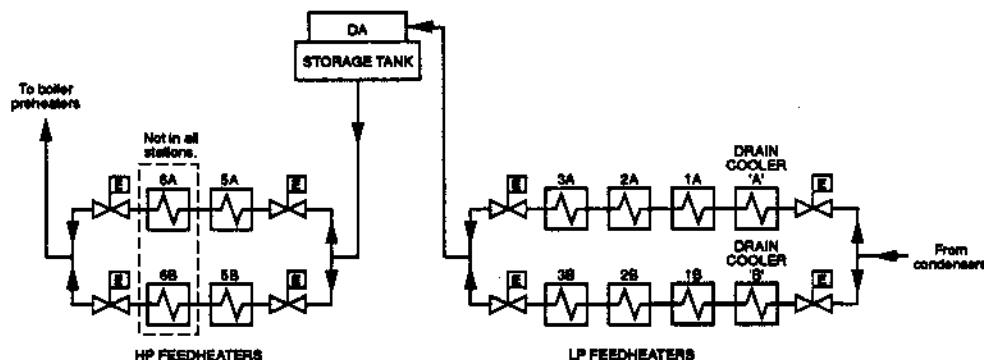 DA
STORAGE TANK
To boiler
preheaters
Not in all
stations.
E
6A
5A
E
E
3A
2A
1A
DRAIN
COOLER
'A'
E
From
condensers
E
6B
5B
E
E
3B
2B
1B
DRAIN
COOLER
'B'
E
HP FEEDHEATERS
LP FEEDHEATERS